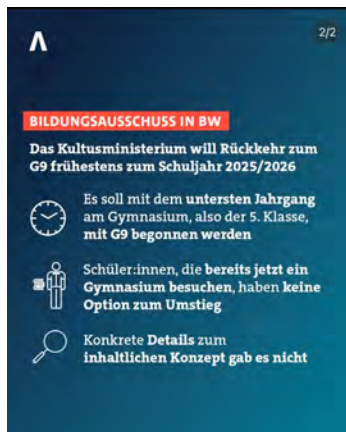 2/2
BILDUNGSAUSSCHUSS IN BW
Das Kultusministerium will Rückkehr zum
G9 frühestens zum Schuljahr 2025/2026
Es soll mit dem untersten Jahrgang
am Gymnasium, also der 5. Klasse,
mit G9 begonnen werden
Schüler:innen, die bereits jetzt ein
Gymnasium besuchen, haben keine
Option zum Umstieg
Konkrete Details zum
inhaltlichen Konzept gab es nicht